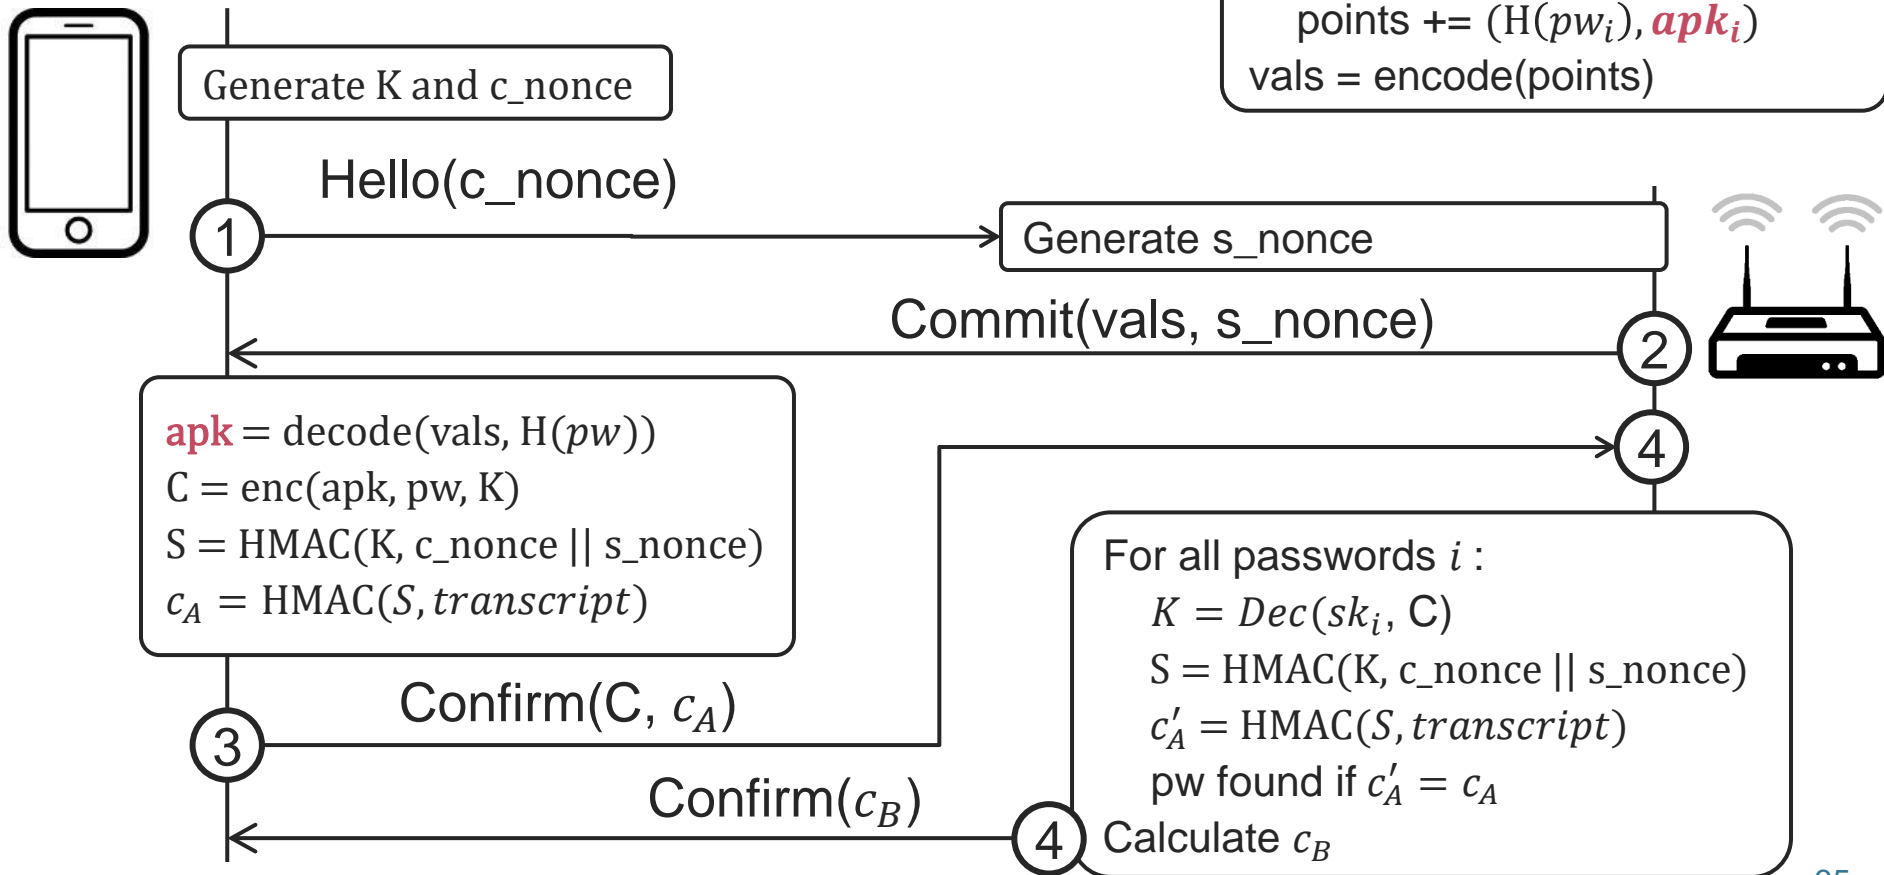 points += (H(pwᵢ), apkᵢ)
vals = encode(points)
Generate K and c_nonce
Hello(c_nonce)
1
Generate s_nonce
Commit(vals, s_nonce)
2
apk = decode(vals, H(pw))
C = enc(apk, pw, K)
S = HMAC(K, c_nonce || s_nonce)
c_A = HMAC(S, transcript)
4
For all passwords i :
K = Dec(skᵢ, C)
S = HMAC(K, c_nonce || s_nonce)
c′_A = HMAC(S, transcript)
pw found if c′_A = c_A
Calculate c_B
Confirm(C, c_A)
3
Confirm(c_B)
4